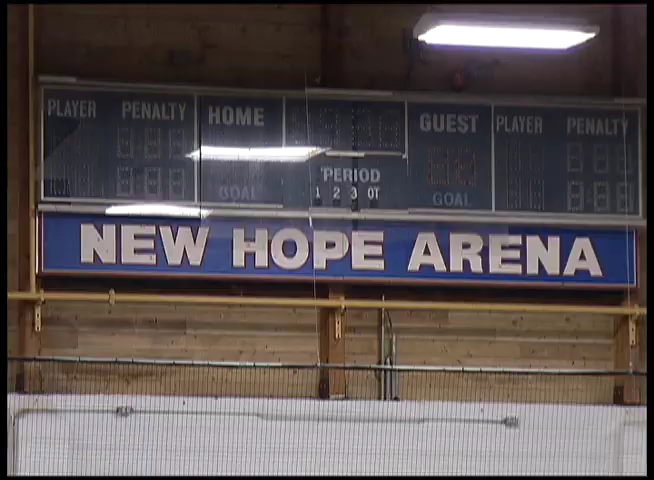 PLAYER PENALTY HOME GUEST PLAYER PENALTY
PERIOD
1 2 3 OT
GOAL GOAL
NEW HOPE ARENA